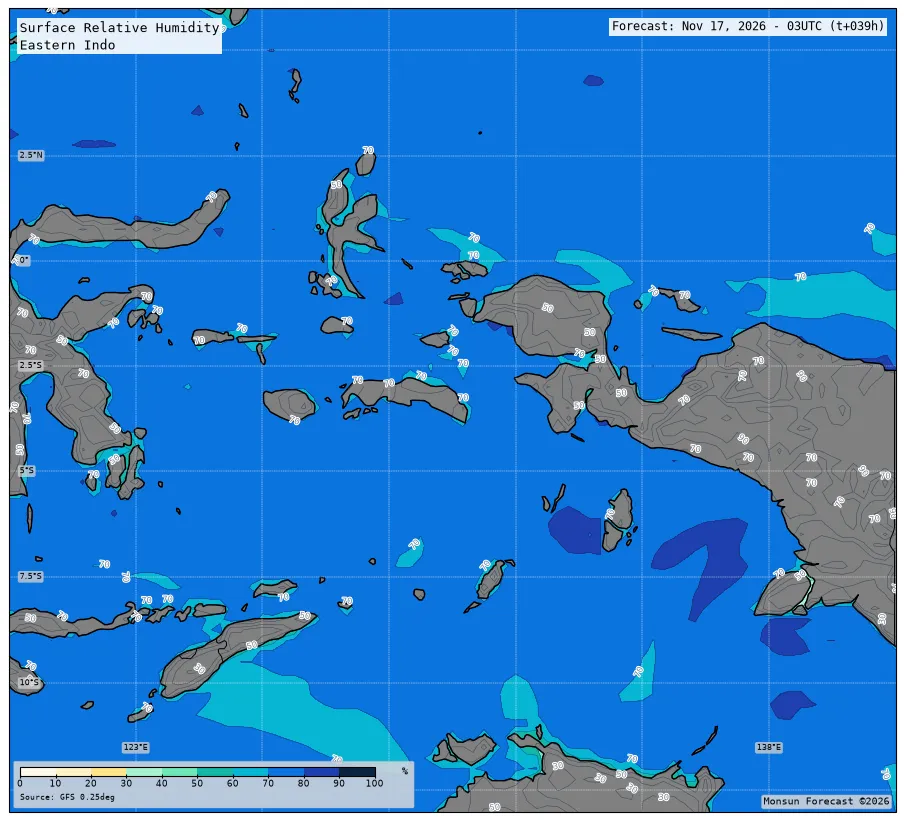 Surface Relative Humidity
Eastern Indo
Forecast: Nov 17, 2026 - 03UTC (t+039h)
2.5°N
0°
2.5°S
5°S
7.5°S
10°S
123°E
138°E
0 10 20 30 40 50 60 70 80 90 100 %
Source: GFS 0.25deg
Monsun Forecast ©2026